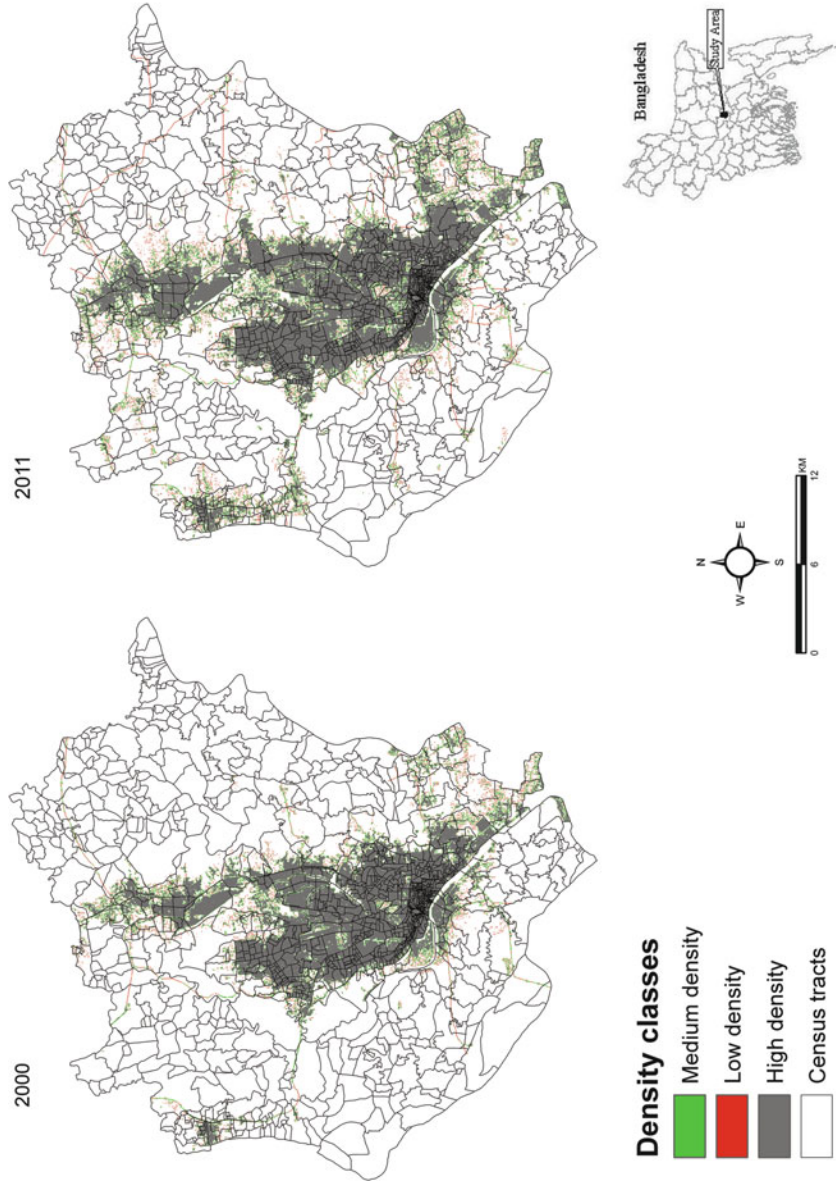 2000
2011
Density classes
Medium density
Low density
High density
Census tracts
N
W
E
S
0
6
12
KM
Bangladesh
Study Area